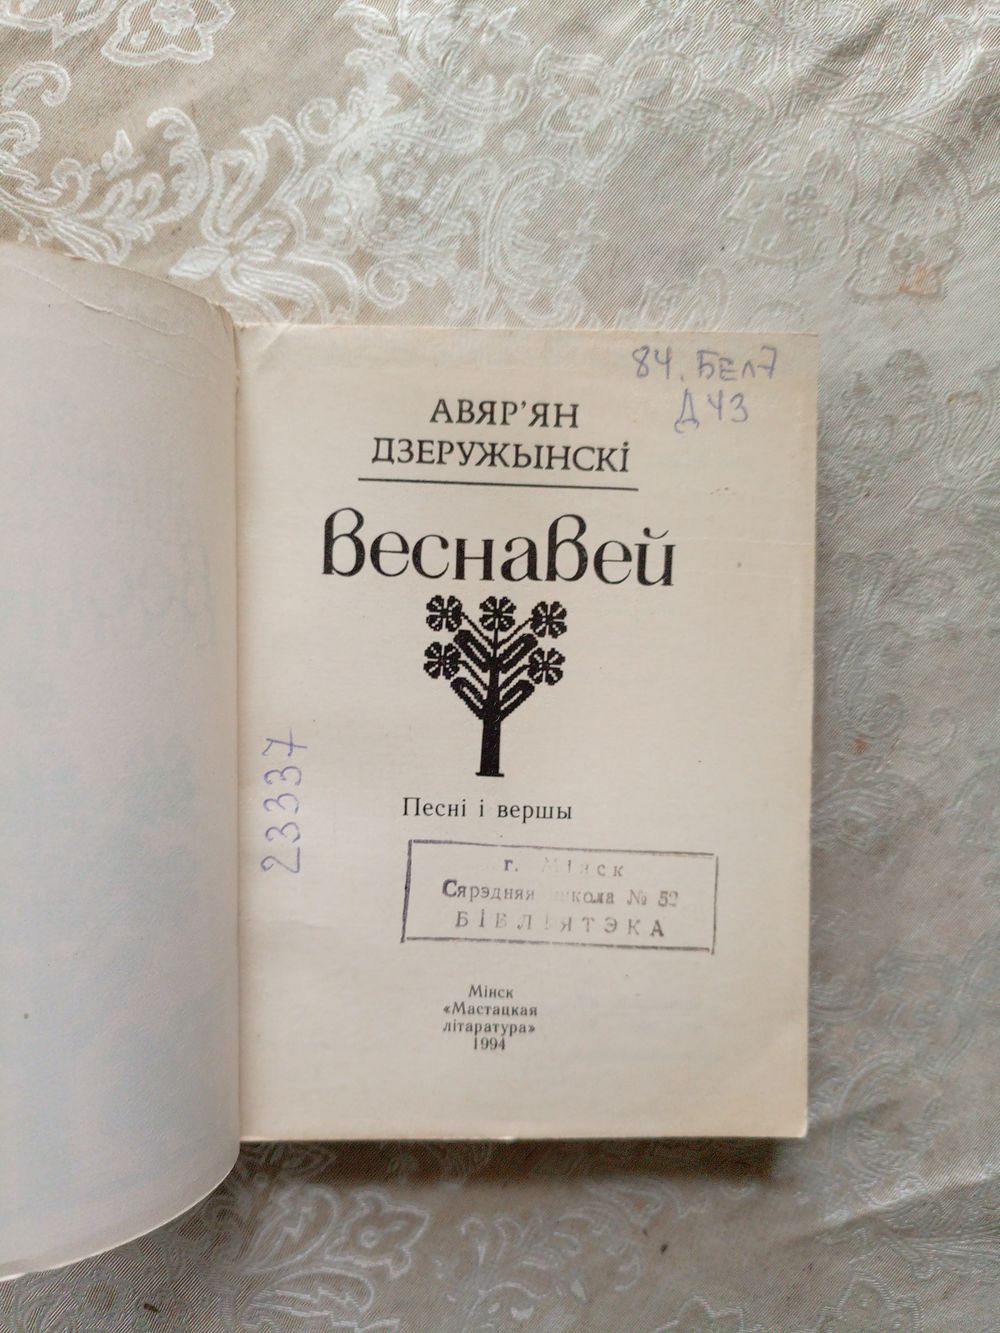 84. Бел7
Д43
АВЯР’ЯН
ДЗЕРУЖЫНСКІ
Веснавей
23337
Песні і вершы
г. Мінск
Сярэдняя школа № 52
БІБЛІЯТЭКА
Мінск
«Мастацкая
літаратура»
1994